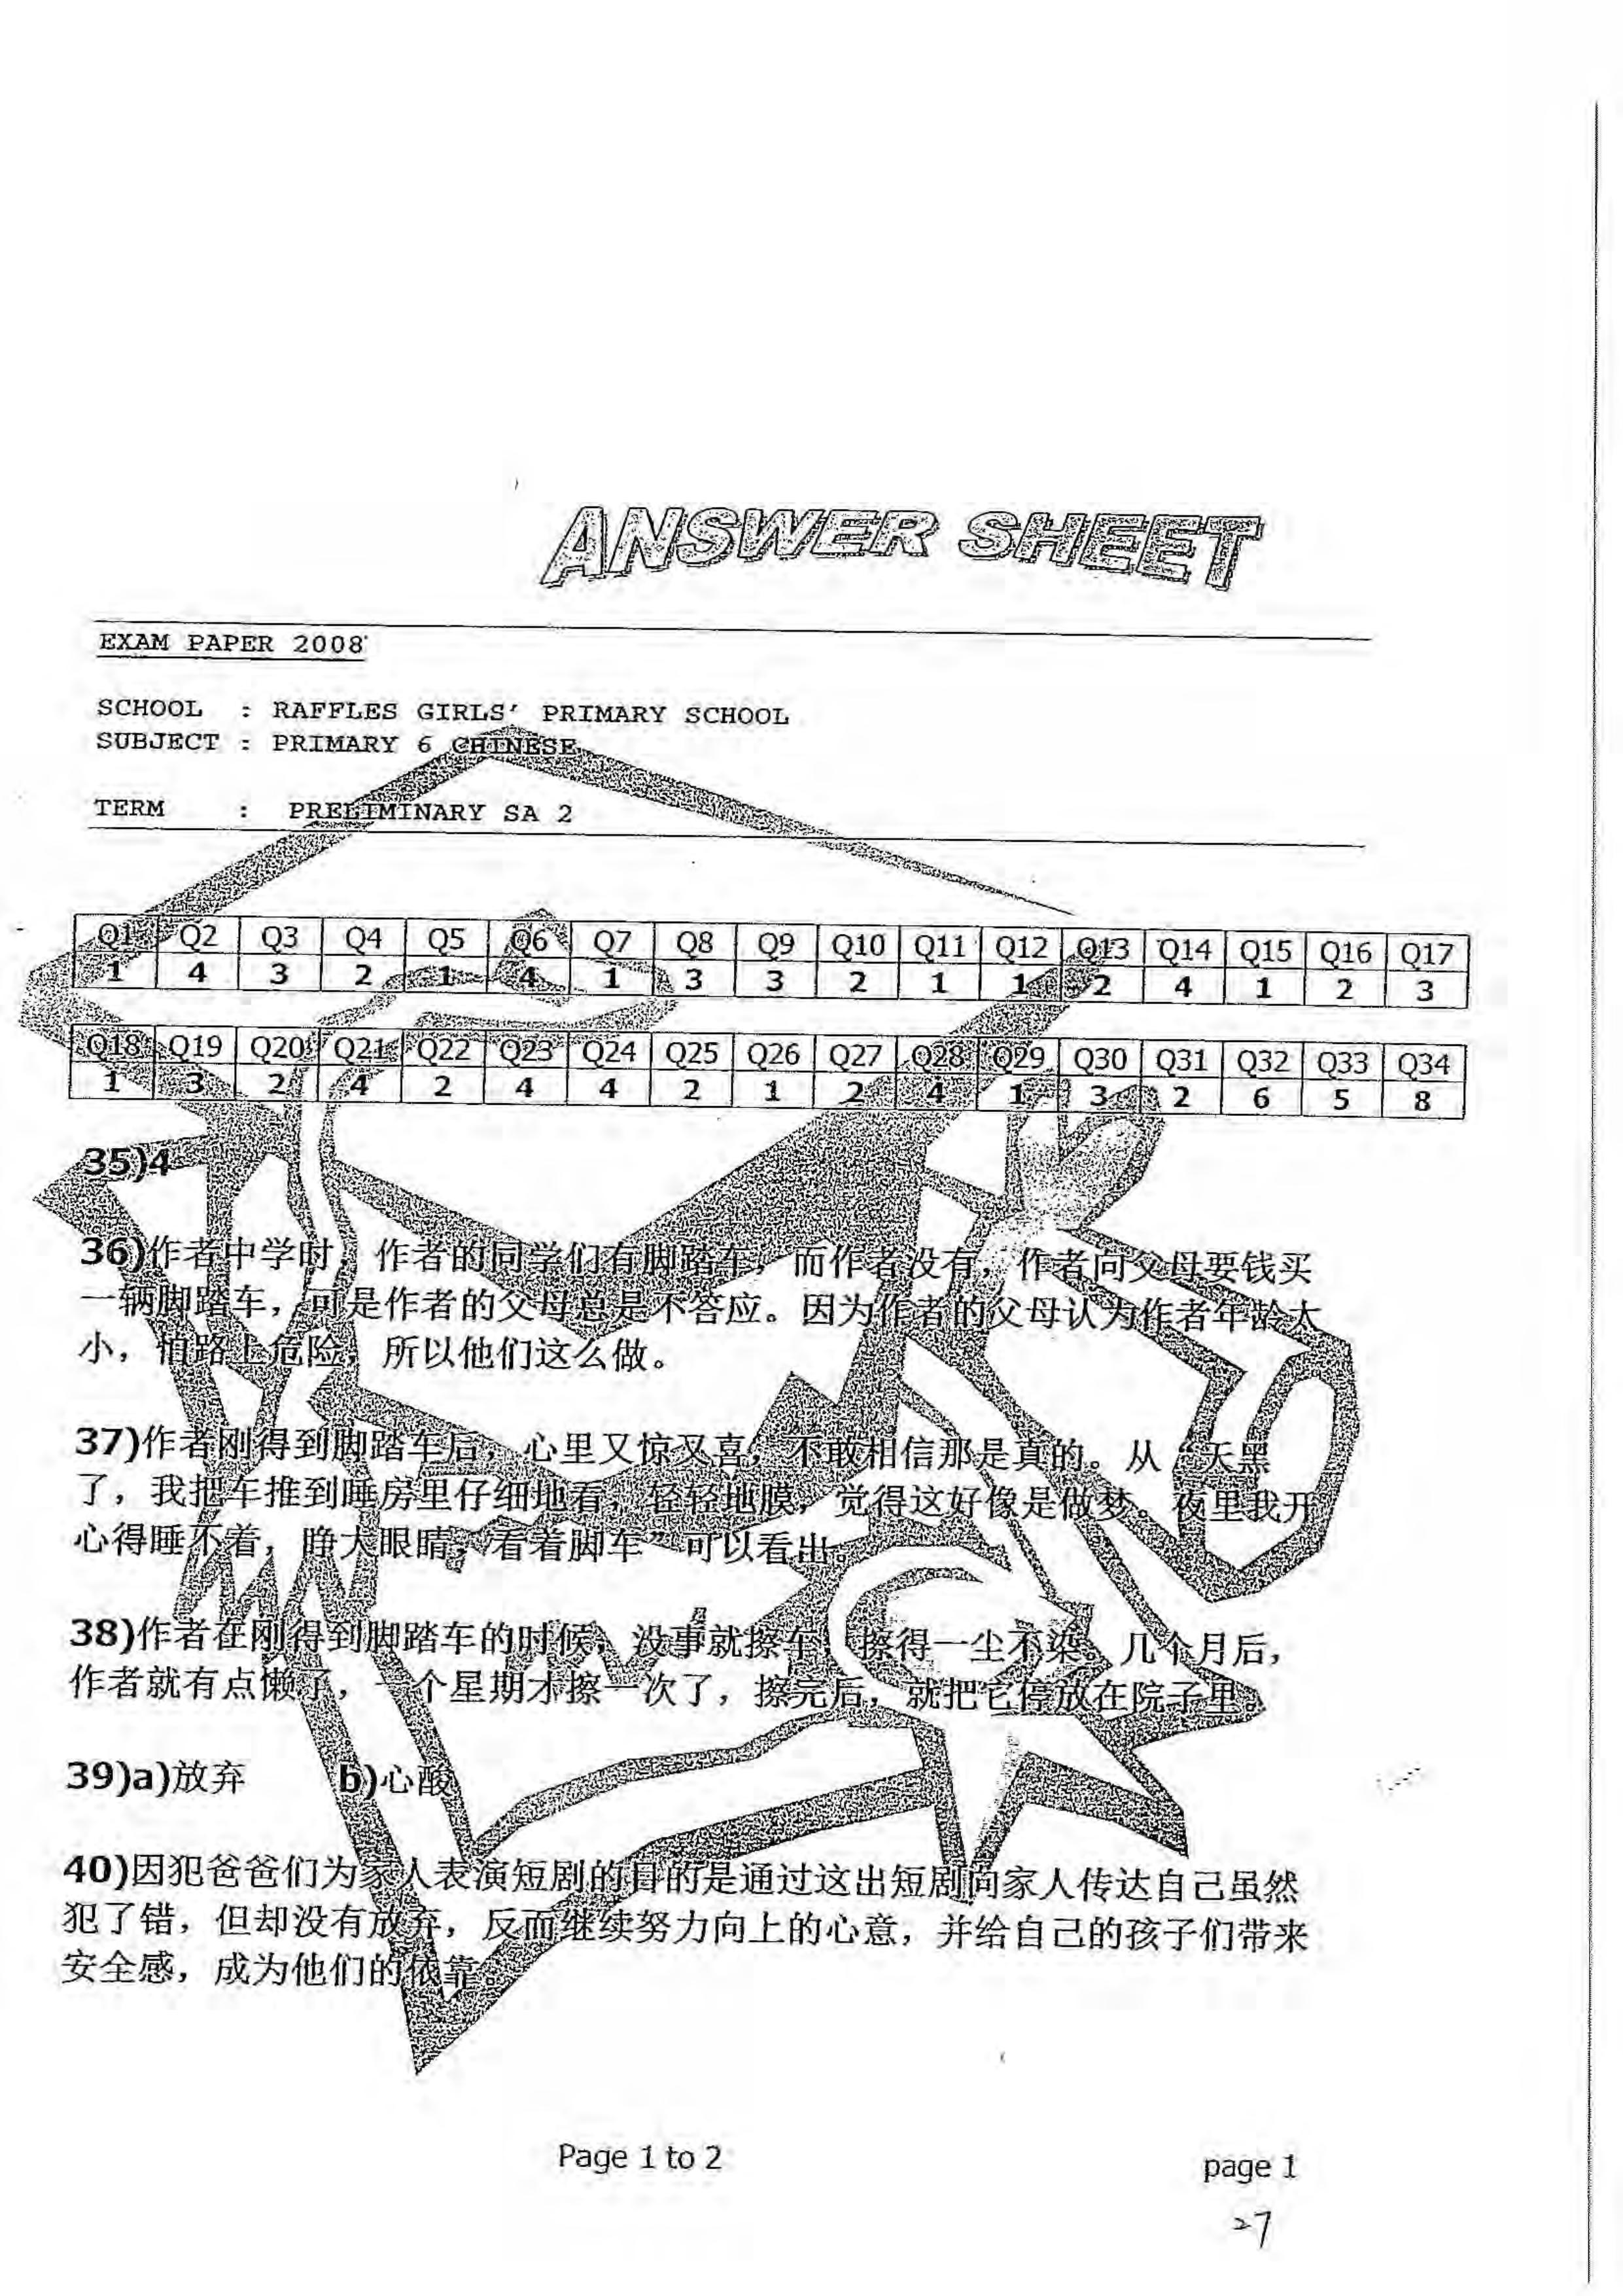 ANSWER SHEET
EXAM PAPER 2008
SCHOOL : RAFFLES GIRLS' PRIMARY SCHOOL
SUBJECT : PRIMARY 6 CHINESE
TERM : PRELIMINARY SA 2
Q1 Q2 Q3 Q4 Q5 Q6 Q7 Q8 Q9 Q10 Q11 Q12 Q13 Q14 Q15 Q16 Q17
1 4 3 2 1 4 1 3 3 2 1 1 2 4 1 2 3
Q18 Q19 Q20 Q21 Q22 Q23 Q24 Q25 Q26 Q27 Q28 Q29 Q30 Q31 Q32 Q33 Q34
1 3 2 4 2 4 4 2 1 2 4 1 3 2 6 5 8
35)4
36)作者中学时，作者的同学们有脚踏车，而作者没有，作者向父母要钱买
一辆脚踏车，可是作者的父母总是不答应。因为作者的父母认为作者年龄太
小，怕路上危险，所以他们这么做。
37)作者刚得到脚踏车后，心里又惊又喜，不敢相信那是真的。从“天黑
了，我把车推到睡房里仔细地看，轻轻地膜，觉得这好像是做梦。夜里我开
心得睡不着，睁大眼睛，看着脚车”可以看出。
38)作者在刚得到脚踏车的时候，没事就擦车，擦得一尘不染。几个月后，
作者就有点懒了，一个星期才擦一次了，擦完后，就把它停放在院子里。
39)a)放弃 b)心酸
40)因犯爸爸们为家人表演短剧的目的是通过这出短剧向家人传达自己虽然
犯了错，但却没有放弃，反而继续努力向上的心意，并给自己的孩子们带来
安全感，成为他们的依靠。
Page 1 to 2
page 1
27